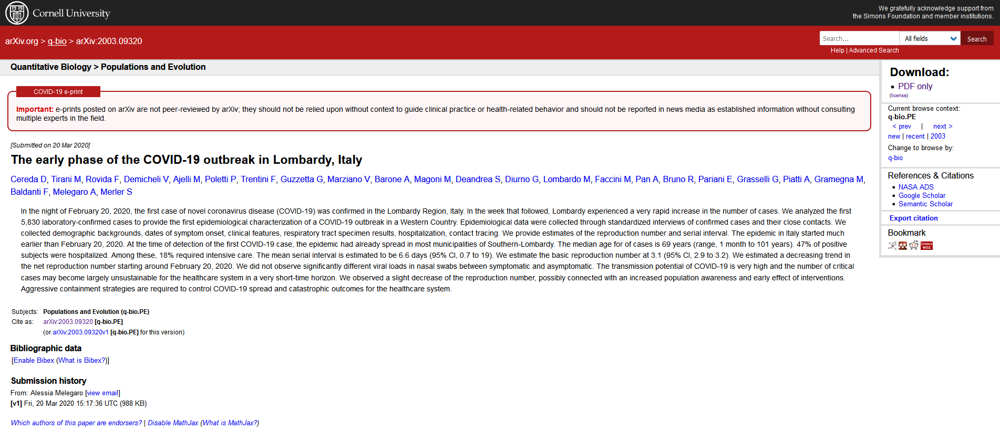 Cornell University
We gratefully acknowledge support from
the Simons Foundation and member institutions.
arXiv.org > q-bio > arXiv:2003.09320
Search...
All fields
Search
Help | Advanced Search
Quantitative Biology > Populations and Evolution
COVID-19 e-print
Important: e-prints posted on arXiv are not peer-reviewed by arXiv; they should not be relied upon without context to guide clinical practice or health-related behavior and should not be reported in news media as established information without consulting
multiple experts in the field.
[Submitted on 20 Mar 2020]
The early phase of the COVID-19 outbreak in Lombardy, Italy
Cereda D, Tirani M, Rovida F, Demicheli V, Ajelli M, Poletti P, Trentini F, Guzzetta G, Marziano V, Barone A, Magoni M, Deandrea S, Diurno G, Lombardo M, Faccini M, Pan A, Bruno R, Pariani E, Grasselli G, Piatti A, Gramegna M,
Baldanti F, Melegaro A, Merler S
In the night of February 20, 2020, the first case of novel coronavirus disease (COVID-19) was confirmed in the Lombardy Region, Italy. In the week that followed, Lombardy experienced a very rapid increase in the number of cases. We analyzed the first
5,830 laboratory-confirmed cases to provide the first epidemiological characterization of a COVID-19 outbreak in a Western Country. Epidemiological data were collected through standardized interviews of confirmed cases and their close contacts. We
collected demographic backgrounds, dates of symptom onset, clinical features, respiratory tract specimen results, hospitalization, contact tracing. We provide estimates of the reproduction number and serial interval. The epidemic in Italy started much
earlier than February 20, 2020. At the time of detection of the first COVID-19 case, the epidemic had already spread in most municipalities of Southern-Lombardy. The median age for of cases is 69 years (range, 1 month to 101 years). 47% of positive
subjects were hospitalized. Among these, 18% required intensive care. The mean serial interval is estimated to be 6.6 days (95% CI, 0.7 to 19). We estimate the basic reproduction number at 3.1 (95% CI, 2.9 to 3.2). We estimated a decreasing trend in
the net reproduction number starting around February 20, 2020. We did not observe significantly different viral loads in nasal swabs between symptomatic and asymptomatic. The transmission potential of COVID-19 is very high and the number of critical
cases may become largely unsustainable for the healthcare system in a very short-time horizon. We observed a slight decrease of the reproduction number, possibly connected with an increased population awareness and early effect of interventions.
Aggressive containment strategies are required to control COVID-19 spread and catastrophic outcomes for the healthcare system.
Subjects: Populations and Evolution (q-bio.PE)
Cite as: arXiv:2003.09320 [q-bio.PE]
(or arXiv:2003.09320v1 [q-bio.PE] for this version)
Bibliographic data
[Enable Bibex (What is Bibex?)]
Submission history
From: Alessia Melegaro [view email]
[v1] Fri, 20 Mar 2020 15:17:36 UTC (988 KB)
Which authors of this paper are endorsers? | Disable MathJax (What is MathJax?)
Download:
PDF only
(license)
Current browse context:
q-bio.PE
< prev | next >
new | recent | 2003
Change to browse by:
q-bio
References & Citations
NASA ADS
Google Scholar
Semantic Scholar
Export citation
Bookmark
Science
WISE